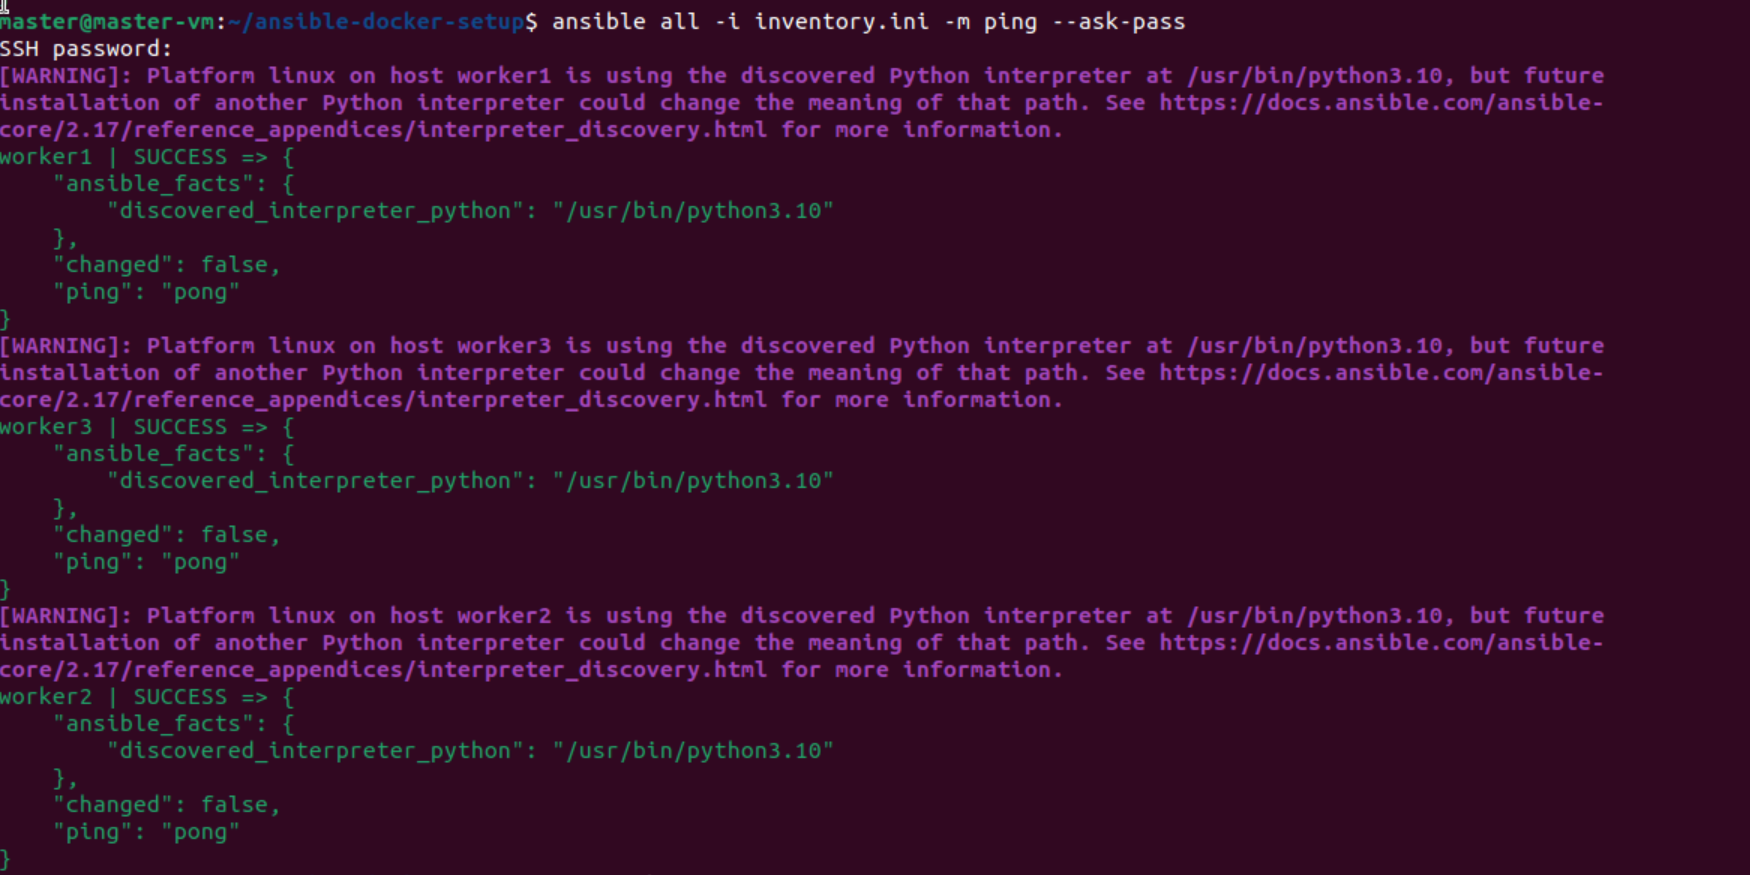 master@master-vm:~/ansible-docker-setup$ ansible all -i inventory.ini -m ping --ask-pass
SSH password:
[WARNING]: Platform linux on host worker1 is using the discovered Python interpreter at /usr/bin/python3.10, but future
installation of another Python interpreter could change the meaning of that path. See https://docs.ansible.com/ansible-
core/2.17/reference_appendices/interpreter_discovery.html for more information.
worker1 | SUCCESS => {
    "ansible_facts": {
        "discovered_interpreter_python": "/usr/bin/python3.10"
    },
    "changed": false,
    "ping": "pong"
}
[WARNING]: Platform linux on host worker3 is using the discovered Python interpreter at /usr/bin/python3.10, but future
installation of another Python interpreter could change the meaning of that path. See https://docs.ansible.com/ansible-
core/2.17/reference_appendices/interpreter_discovery.html for more information.
worker3 | SUCCESS => {
    "ansible_facts": {
        "discovered_interpreter_python": "/usr/bin/python3.10"
    },
    "changed": false,
    "ping": "pong"
}
[WARNING]: Platform linux on host worker2 is using the discovered Python interpreter at /usr/bin/python3.10, but future
installation of another Python interpreter could change the meaning of that path. See https://docs.ansible.com/ansible-
core/2.17/reference_appendices/interpreter_discovery.html for more information.
worker2 | SUCCESS => {
    "ansible_facts": {
        "discovered_interpreter_python": "/usr/bin/python3.10"
    },
    "changed": false,
    "ping": "pong"
}